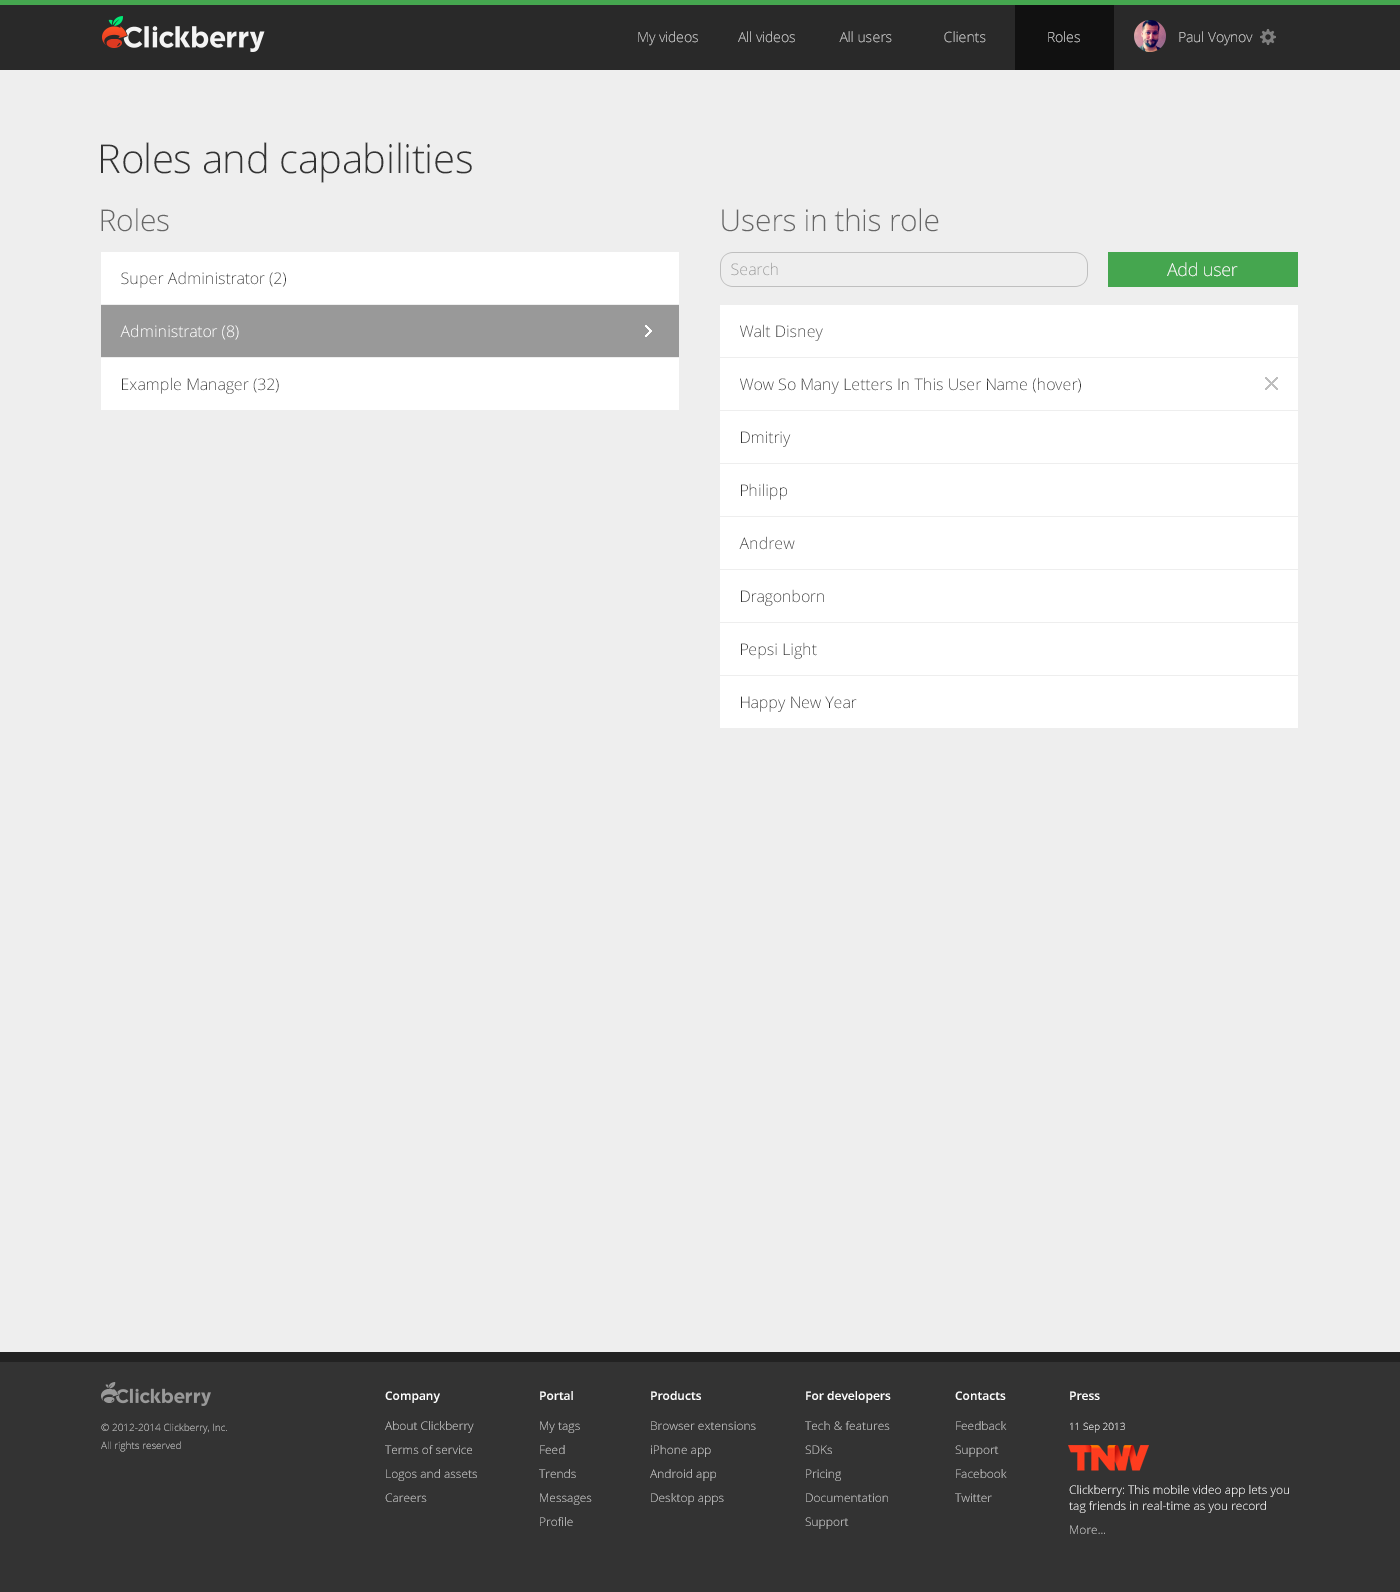 Clickberry
My videos
All videos
All users
Clients
Roles
Paul Voynov
Roles and capabilities
Roles
Super Administrator (2)
Administrator (8)
Example Manager (32)
Users in this role
Search
Add user
Walt Disney
Wow So Many Letters In This User Name (hover)
Dmitriy
Philipp
Andrew
Dragonborn
Pepsi Light
Happy New Year
Clickberry
© 2012-2014 Clickberry, Inc.
All rights reserved
Company
About Clickberry
Terms of service
Logos and assets
Careers
Portal
My tags
Feed
Trends
Messages
Profile
Products
Browser extensions
iPhone app
Android app
Desktop apps
For developers
Tech & features
SDKs
Pricing
Documentation
Support
Contacts
Feedback
Support
Facebook
Twitter
Press
11 Sep 2013
TNW
Clickberry: This mobile video app lets you
tag friends in real-time as you record
More...